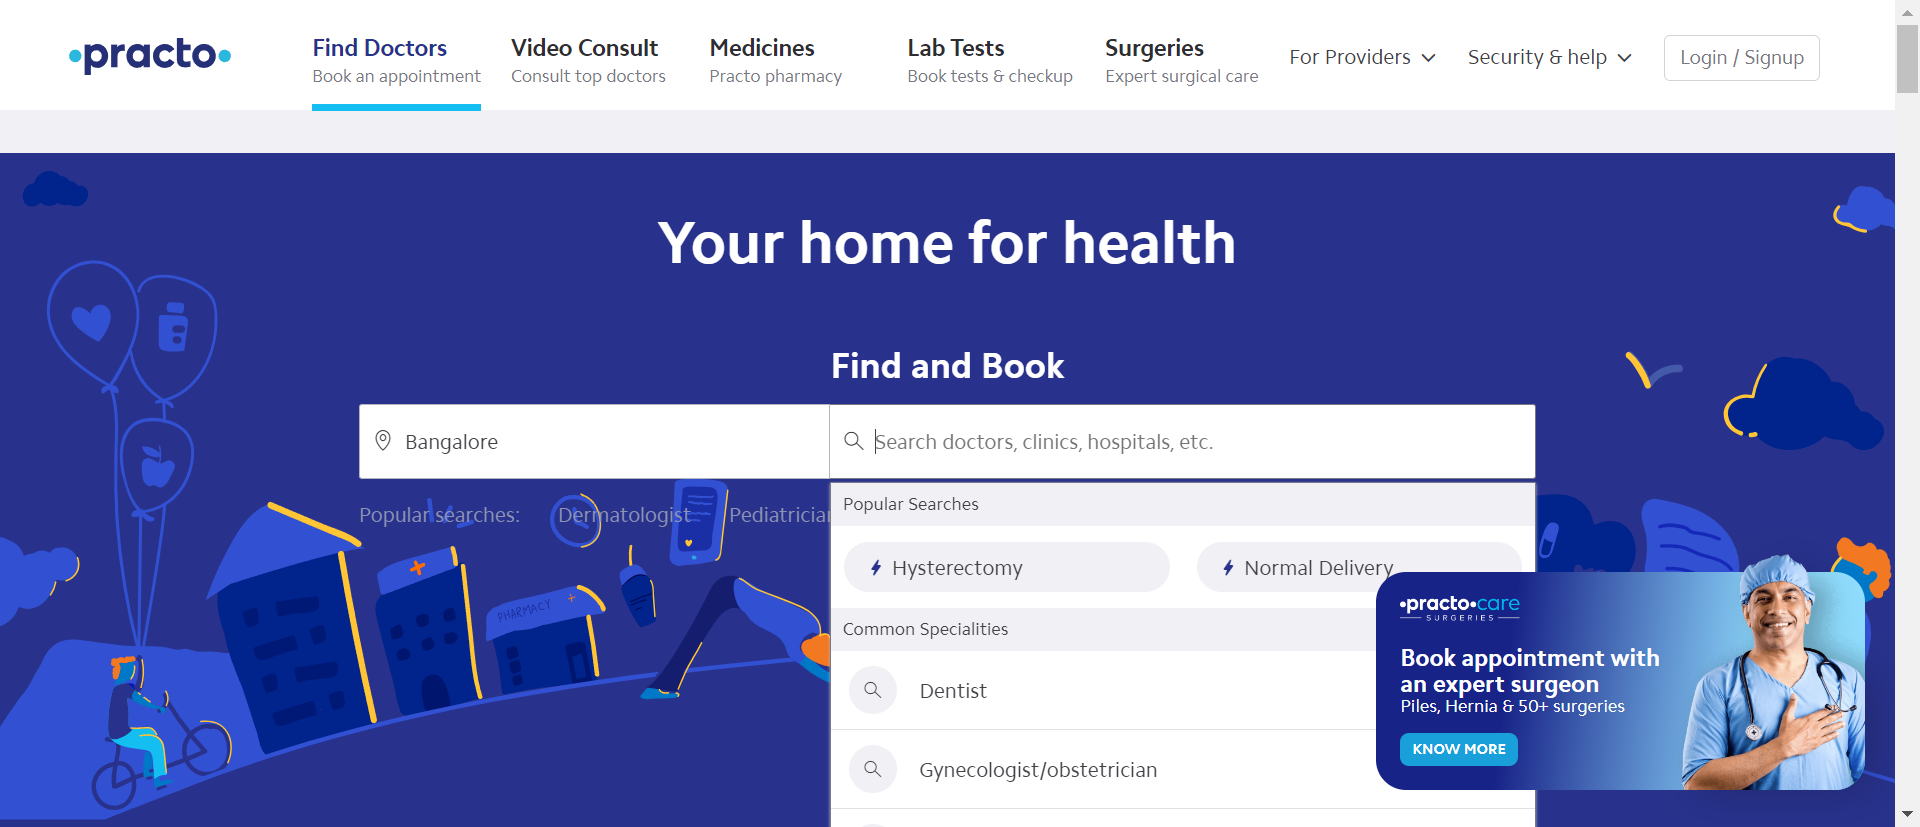 practo
Find Doctors
Book an appointment
Video Consult
Consult top doctors
Medicines
Practo pharmacy
Lab Tests
Book tests & checkup
Surgeries
Expert surgical care
For Providers
Security & help
Login / Signup
Your home for health
Find and Book
Bangalore
Search doctors, clinics, hospitals, etc.
Popular searches: Dermatologist Pediatrician
Popular Searches
Hysterectomy
Normal Delivery
Common Specialities
Dentist
Gynecologist/obstetrician
PHARMACY
practo care
SURGERIES
Book appointment with
an expert surgeon
Piles, Hernia & 50+ surgeries
KNOW MORE